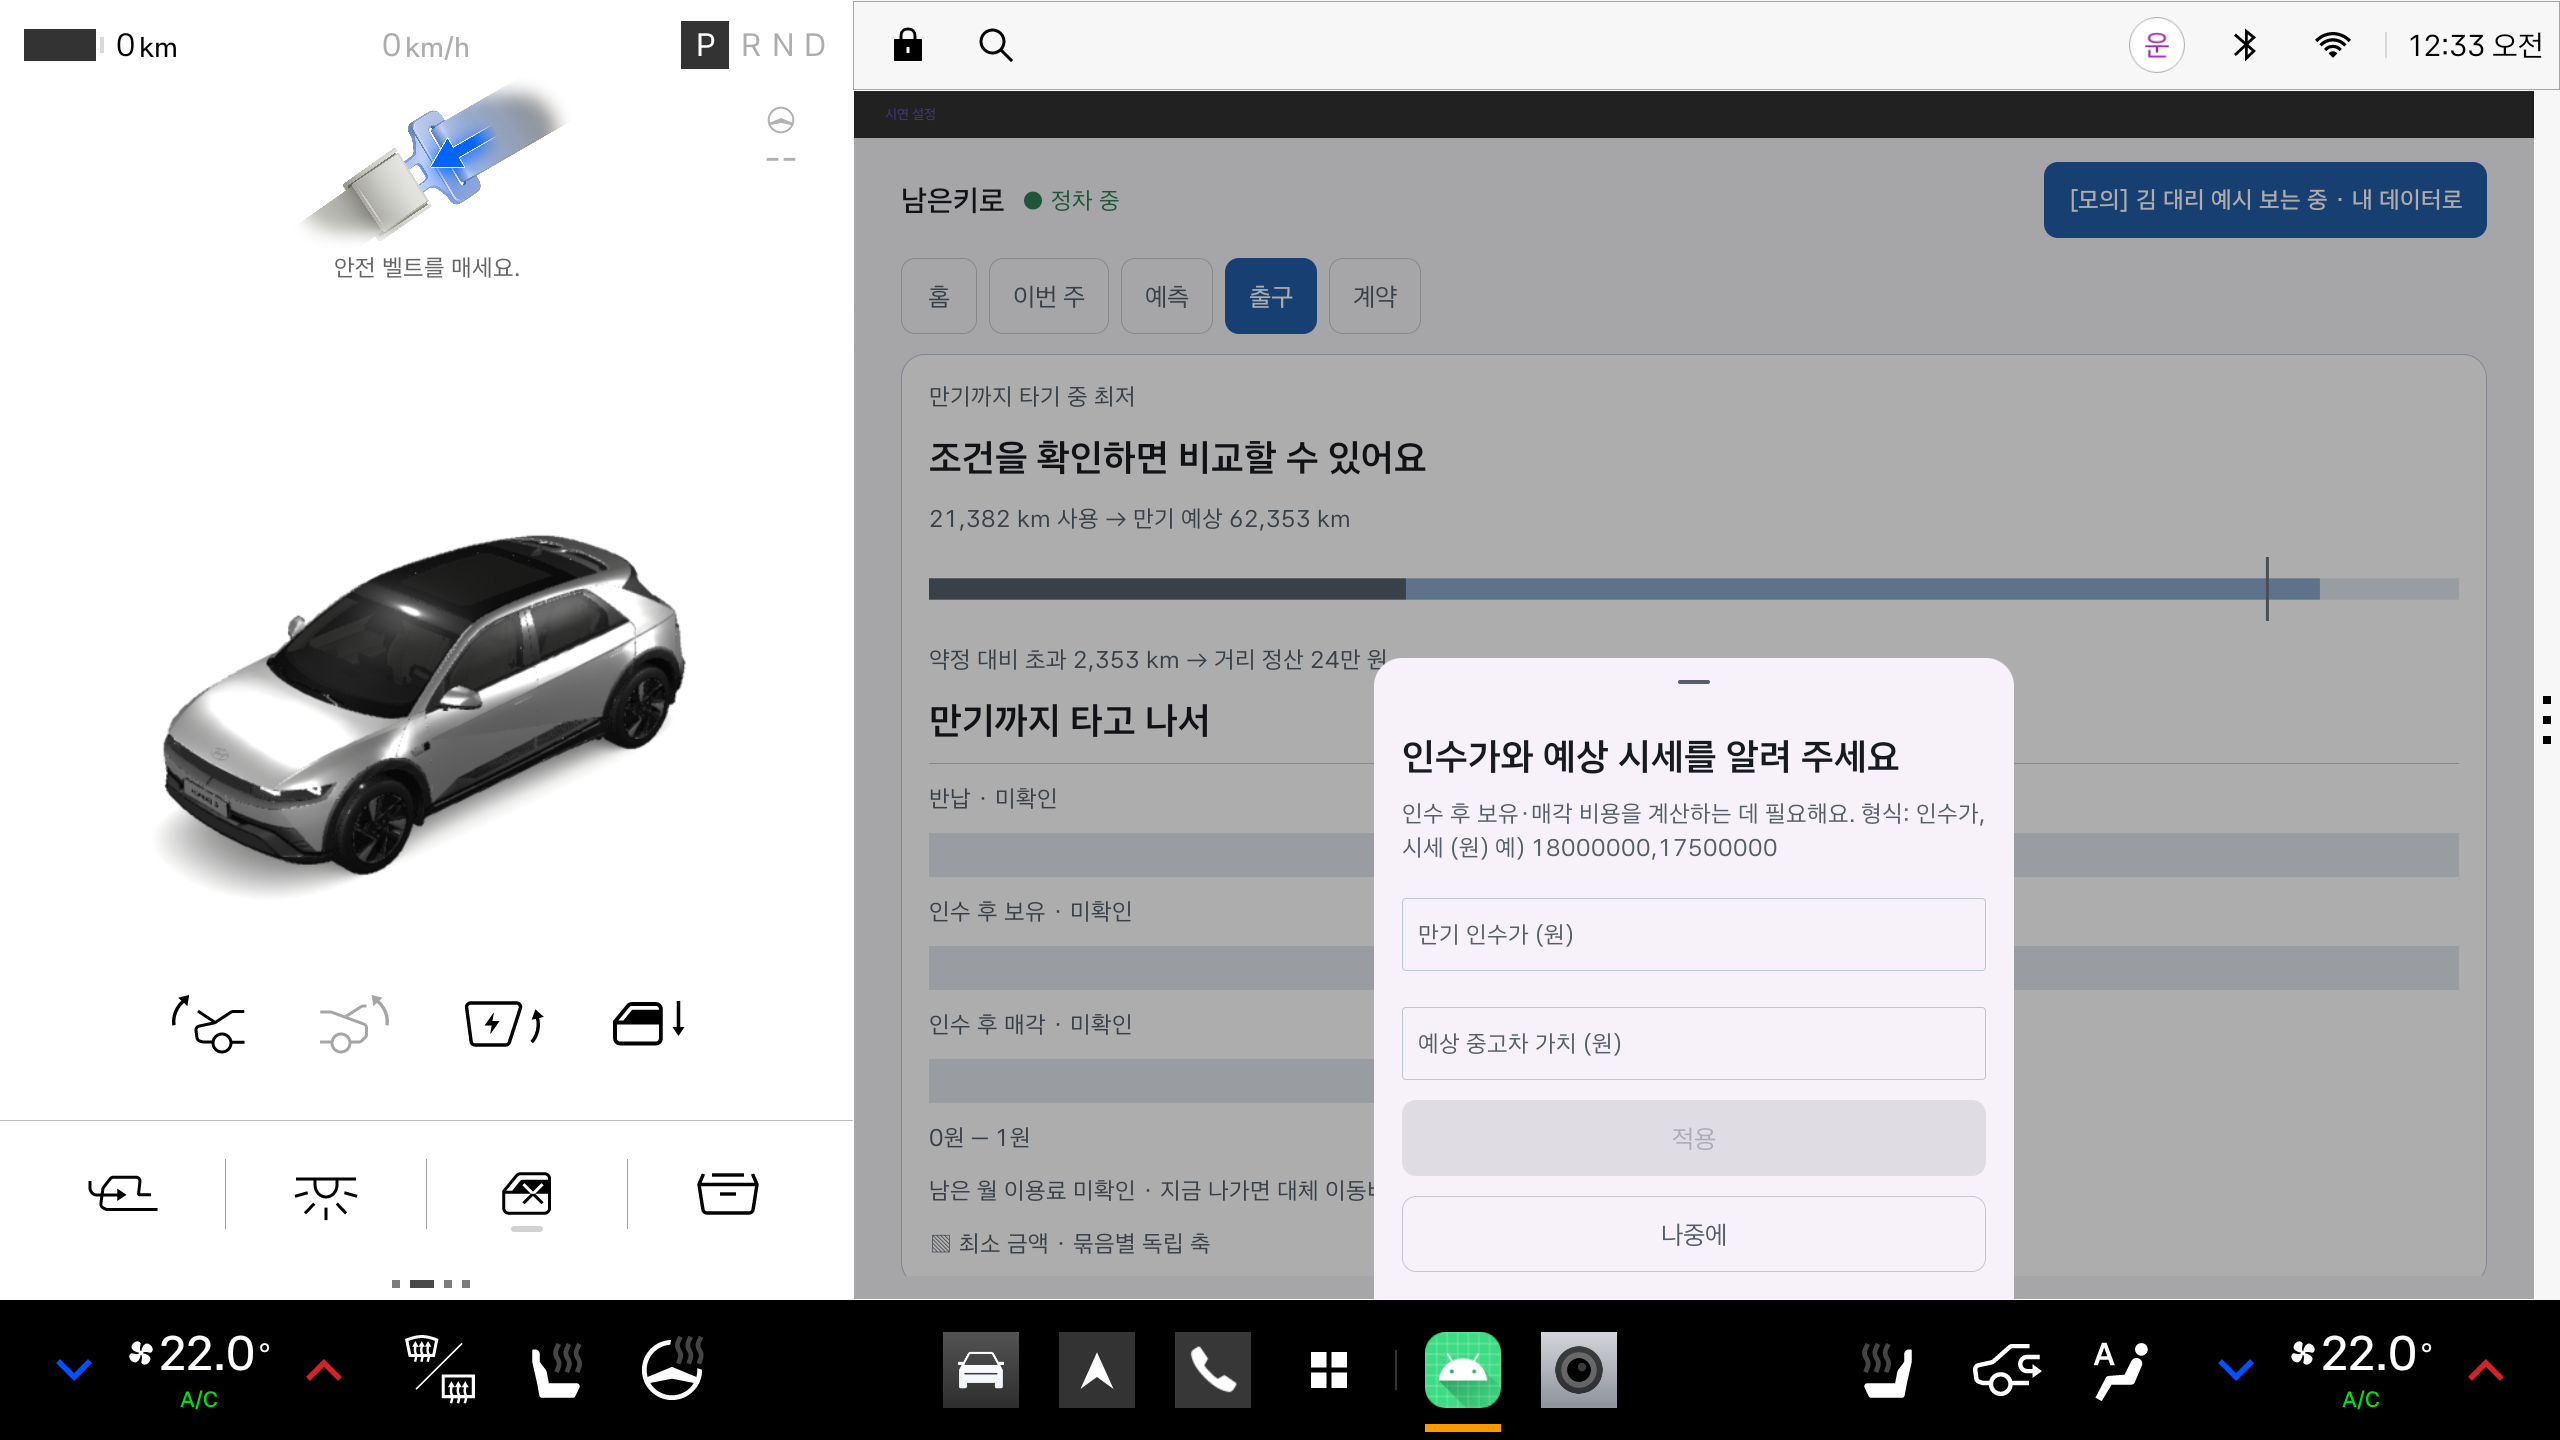 0 km
0 km/h
P R N D
안전 벨트를 매세요.
운
12:33 오전
시연 설정
남은키로
정차 중
[모의] 김 대리 예시 보는 중 · 내 데이터로
홈
이번 주
예측
출구
계약
만기까지 타기 중 최저
조건을 확인하면 비교할 수 있어요
21,382 km 사용 → 만기 예상 62,353 km
약정 대비 초과 2,353 km → 거리 정산 24만 원
만기까지 타고 나서
반납 · 미확인
인수 후 보유 · 미확인
인수 후 매각 · 미확인
0원 — 1원
남은 월 이용료 미확인 · 지금 나가면 대체 이동
최소 금액 · 묶음별 독립 축
인수가와 예상 시세를 알려 주세요
인수 후 보유·매각 비용을 계산하는 데 필요해요. 형식: 인수가,
시세 (원) 예) 18000000,17500000
만기 인수가 (원)
예상 중고차 가치 (원)
적용
나중에
22.0°
A/C
A
22.0°
A/C